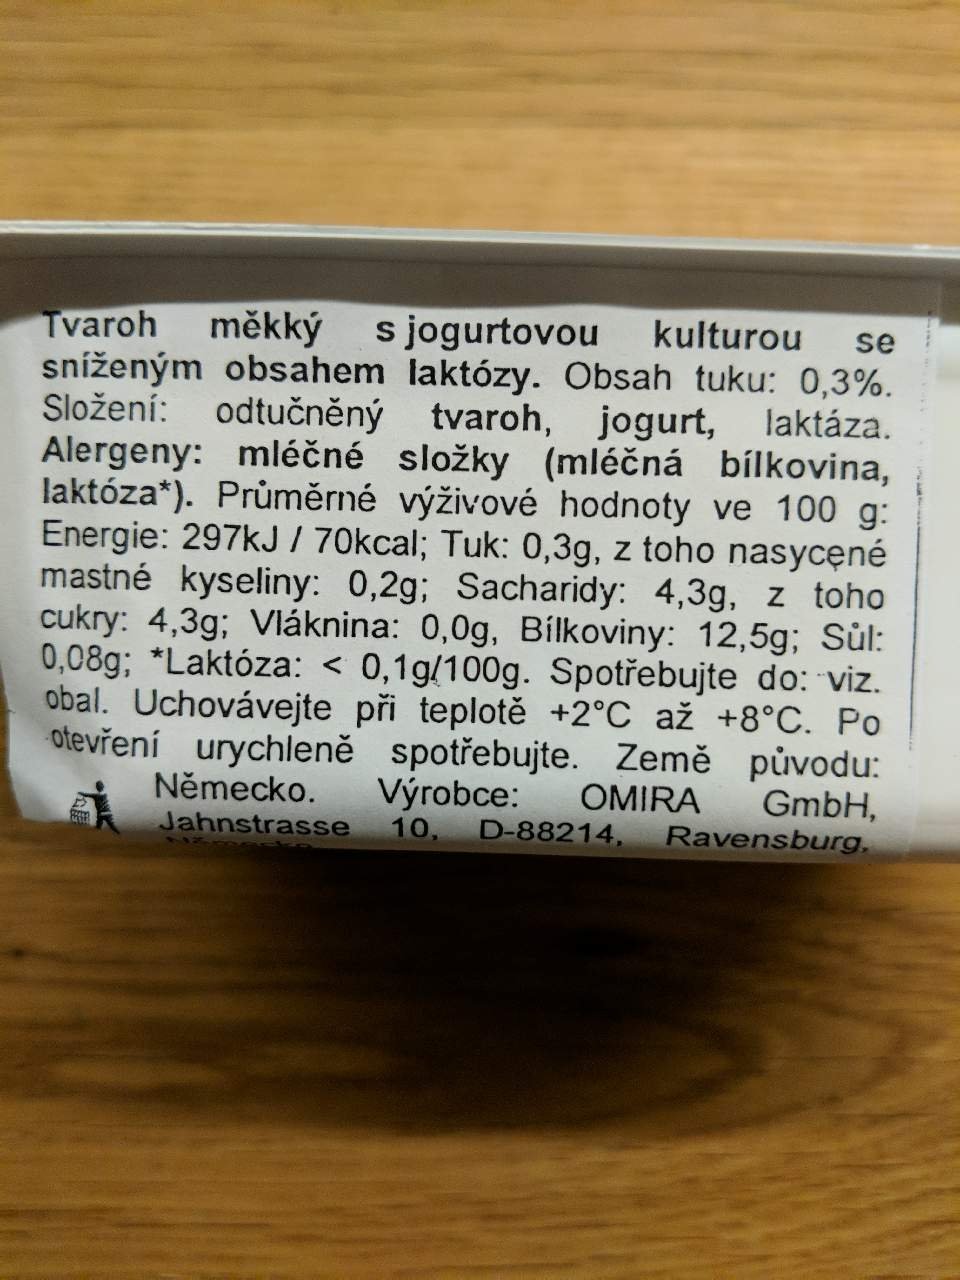 Tvaroh měkký s jogurtovou kulturou se
sníženým obsahem laktózy. Obsah tuku: 0,3%.
Složení: odtučněný tvaroh, jogurt, laktáza.
Alergeny: mléčné složky (mléčná bílkovina,
laktóza*). Průměrné výživové hodnoty ve 100 g:
Energie: 297kJ / 70kcal; Tuk: 0,3g, z toho nasycené
mastné kyseliny: 0,2g; Sacharidy: 4,3g, z toho
cukry: 4,3g; Vláknina: 0,0g, Bílkoviny: 12,5g; Sůl:
0,08g; *Laktóza: < 0,1g/100g. Spotřebujte do: viz.
obal. Uchovávejte při teplotě +2°C až +8°C. Po
otevření urychleně spotřebujte. Země původu:
Německo. Výrobce: OMIRA GmbH,
Jahnstrasse 10, D-88214, Ravensburg,
Německo